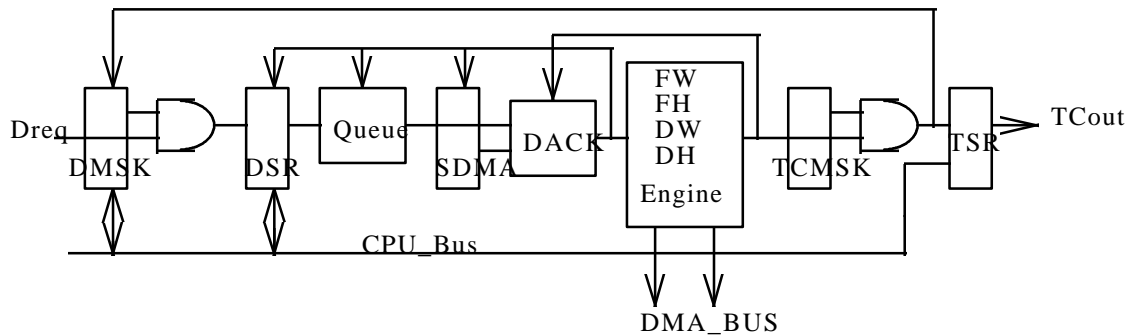 Dreq
DMSK
DSR
Queue
SDMA
DACK
FW
FH
DW
DH
Engine
TCMSK
TSR
TCout
CPU_Bus
DMA_BUS